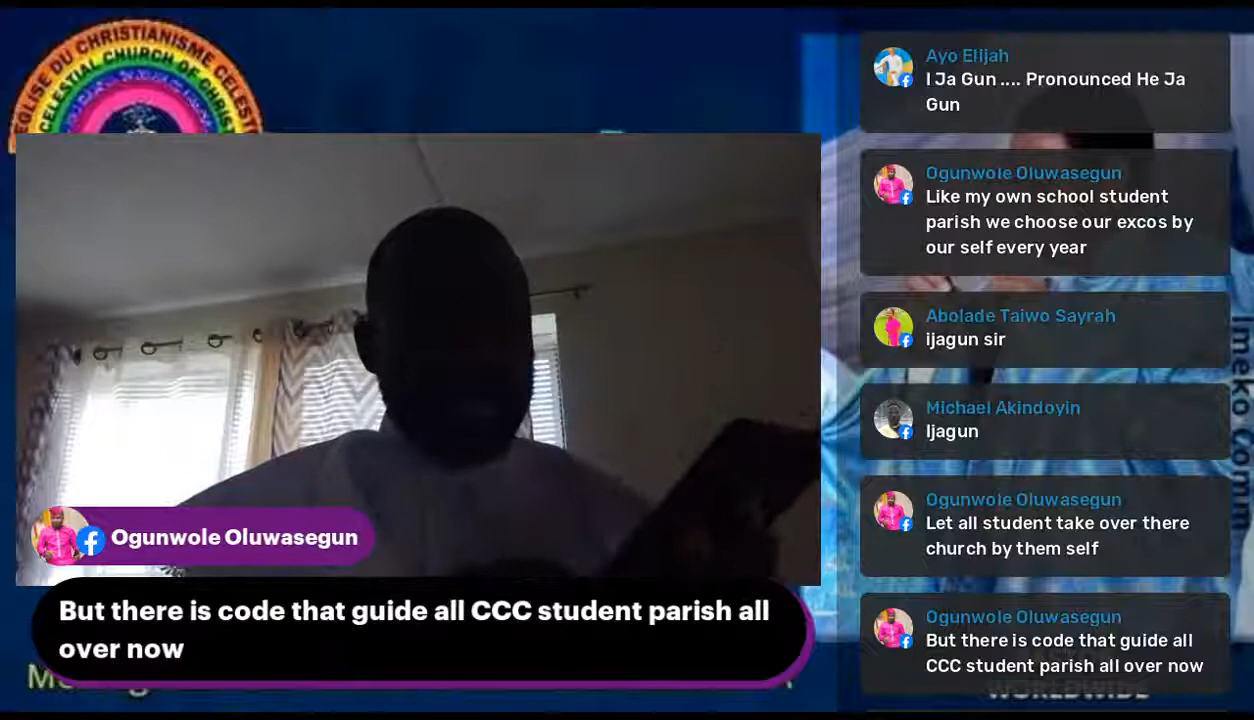 EGLISE DU CHRISTIANISME CELEST
CELESTIAL CHURCH OF CHRIST
Ogunwole Oluwasegun
But there is code that guide all CCC student parish all
over now
Ayo Elijah
I Ja Gun .... Pronounced He Ja
Gun
Ogunwole Oluwasegun
Like my own school student
parish we choose our excos by
our self every year
Abolade Taiwo Sayrah
ijagun sir
Michael Akindoyin
Ijagun
Ogunwole Oluwasegun
Let all student take over there
church by them self
Ogunwole Oluwasegun
But there is code that guide all
CCC student parish all over now
Imeko
WORLDWIDE